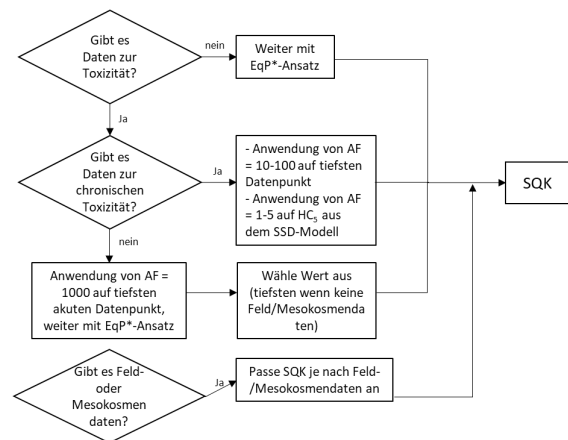 Gibt es
Daten zur
Toxizität?
nein
Weiter mit
EqP*-Ansatz
Ja
Gibt es
Daten zur
chronischen
Toxizität?
Ja
- Anwendung von AF
= 10-100 auf tiefsten
Datenpunkt
- Anwendung von AF
= 1-5 auf HC₅ aus
dem SSD-Modell
SQK
nein
Anwendung von AF =
1000 auf tiefsten
akuten Datenpunkt,
weiter mit EqP*-Ansatz
Wähle Wert aus
(tiefsten wenn keine
Feld/Mesokosmenda
ten)
Gibt es Feld-
oder
Mesokosmen
daten?
Ja
Passe SQK je nach Feld-
/Mesokosmendaten an